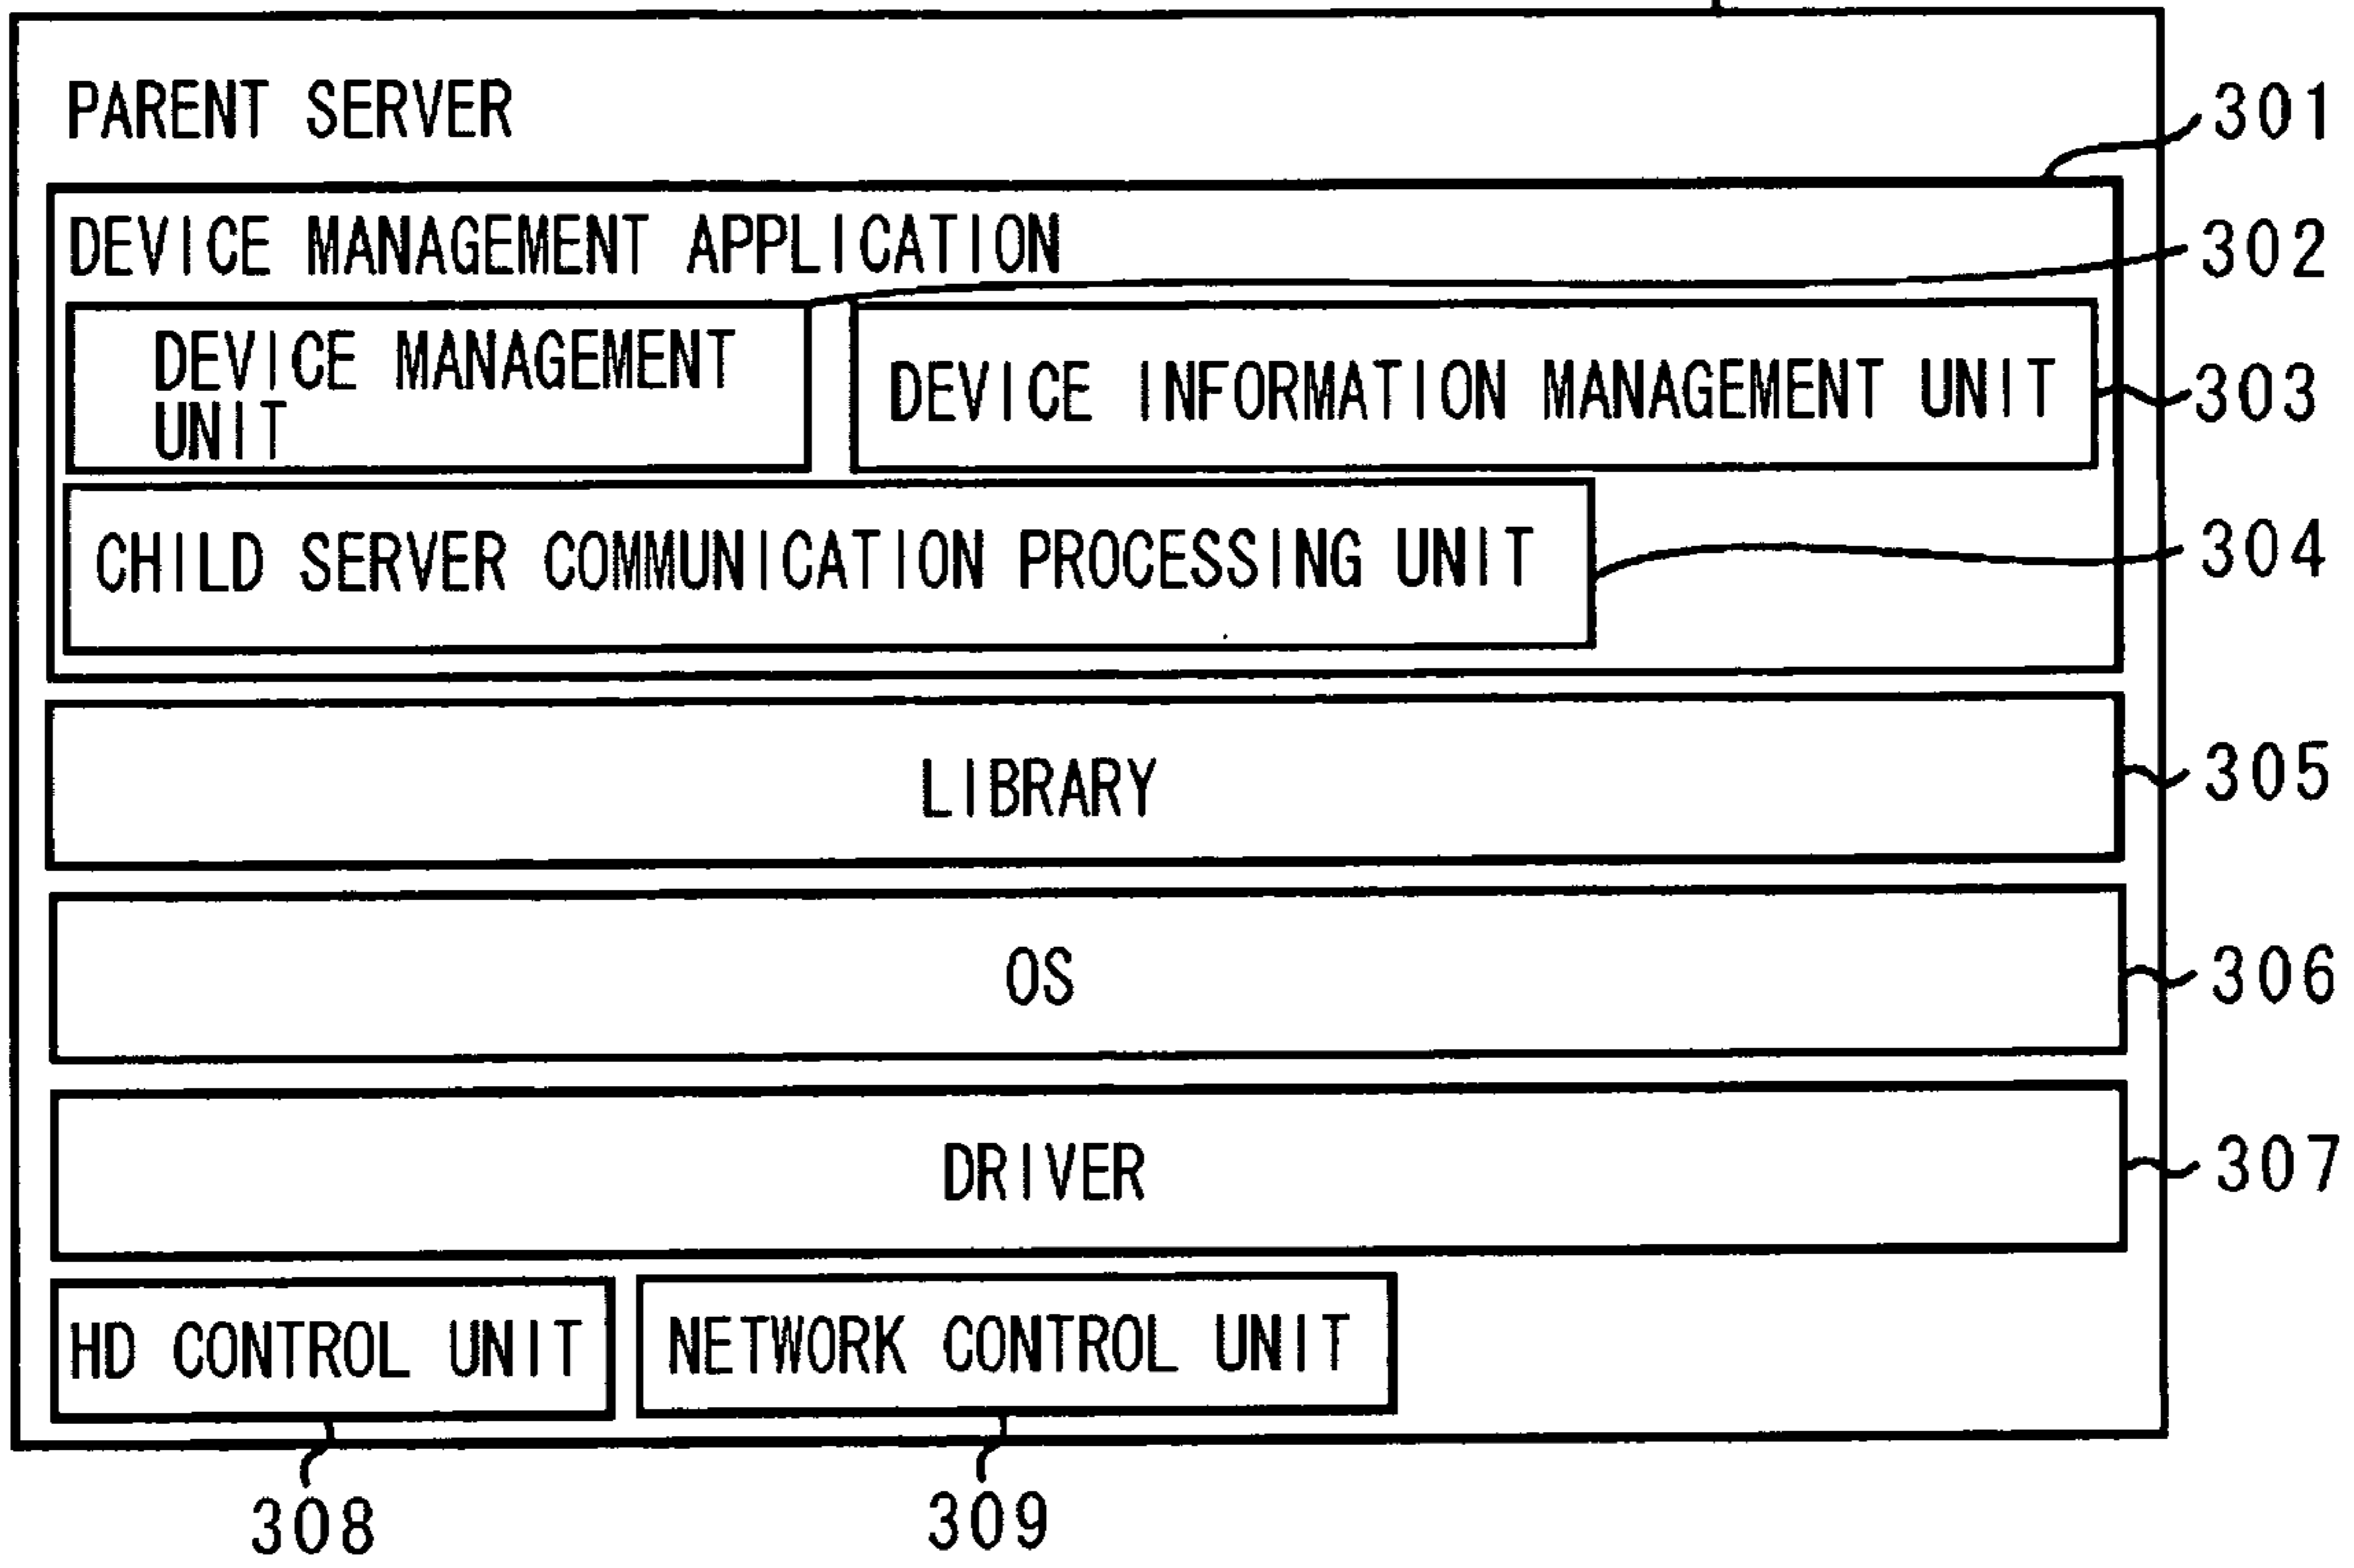 PARENT SERVER
301
DEVICE MANAGEMENT APPLICATION
302
DEVICE MANAGEMENT
UNIT
DEVICE INFORMATION MANAGEMENT UNIT
303
CHILD SERVER COMMUNICATION PROCESSING UNIT
304
LIBRARY
305
OS
306
DRIVER
307
HD CONTROL UNIT
NETWORK CONTROL UNIT
308
309